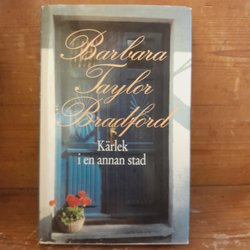 Barbara
Taylor
Bradford
Kärlek
i en annan stad